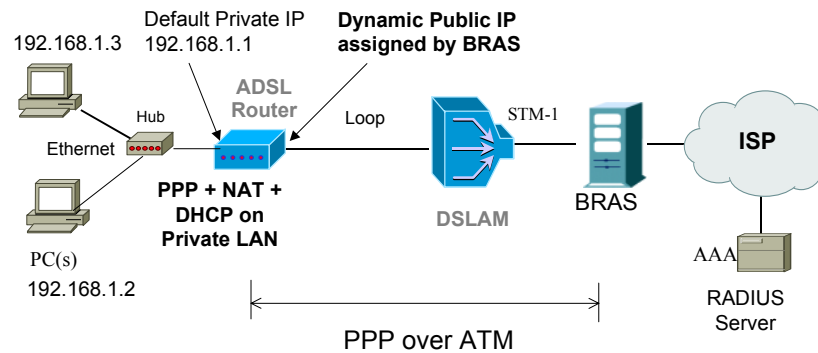 192.168.1.3
Default Private IP
192.168.1.1
Dynamic Public IP
assigned by BRAS
ADSL
Router
Hub
Ethernet
Loop
STM-1
ISP
PPP + NAT +
DHCP on
Private LAN
DSLAM
BRAS
PC(s)
192.168.1.2
AAA
RADIUS
Server
PPP over ATM